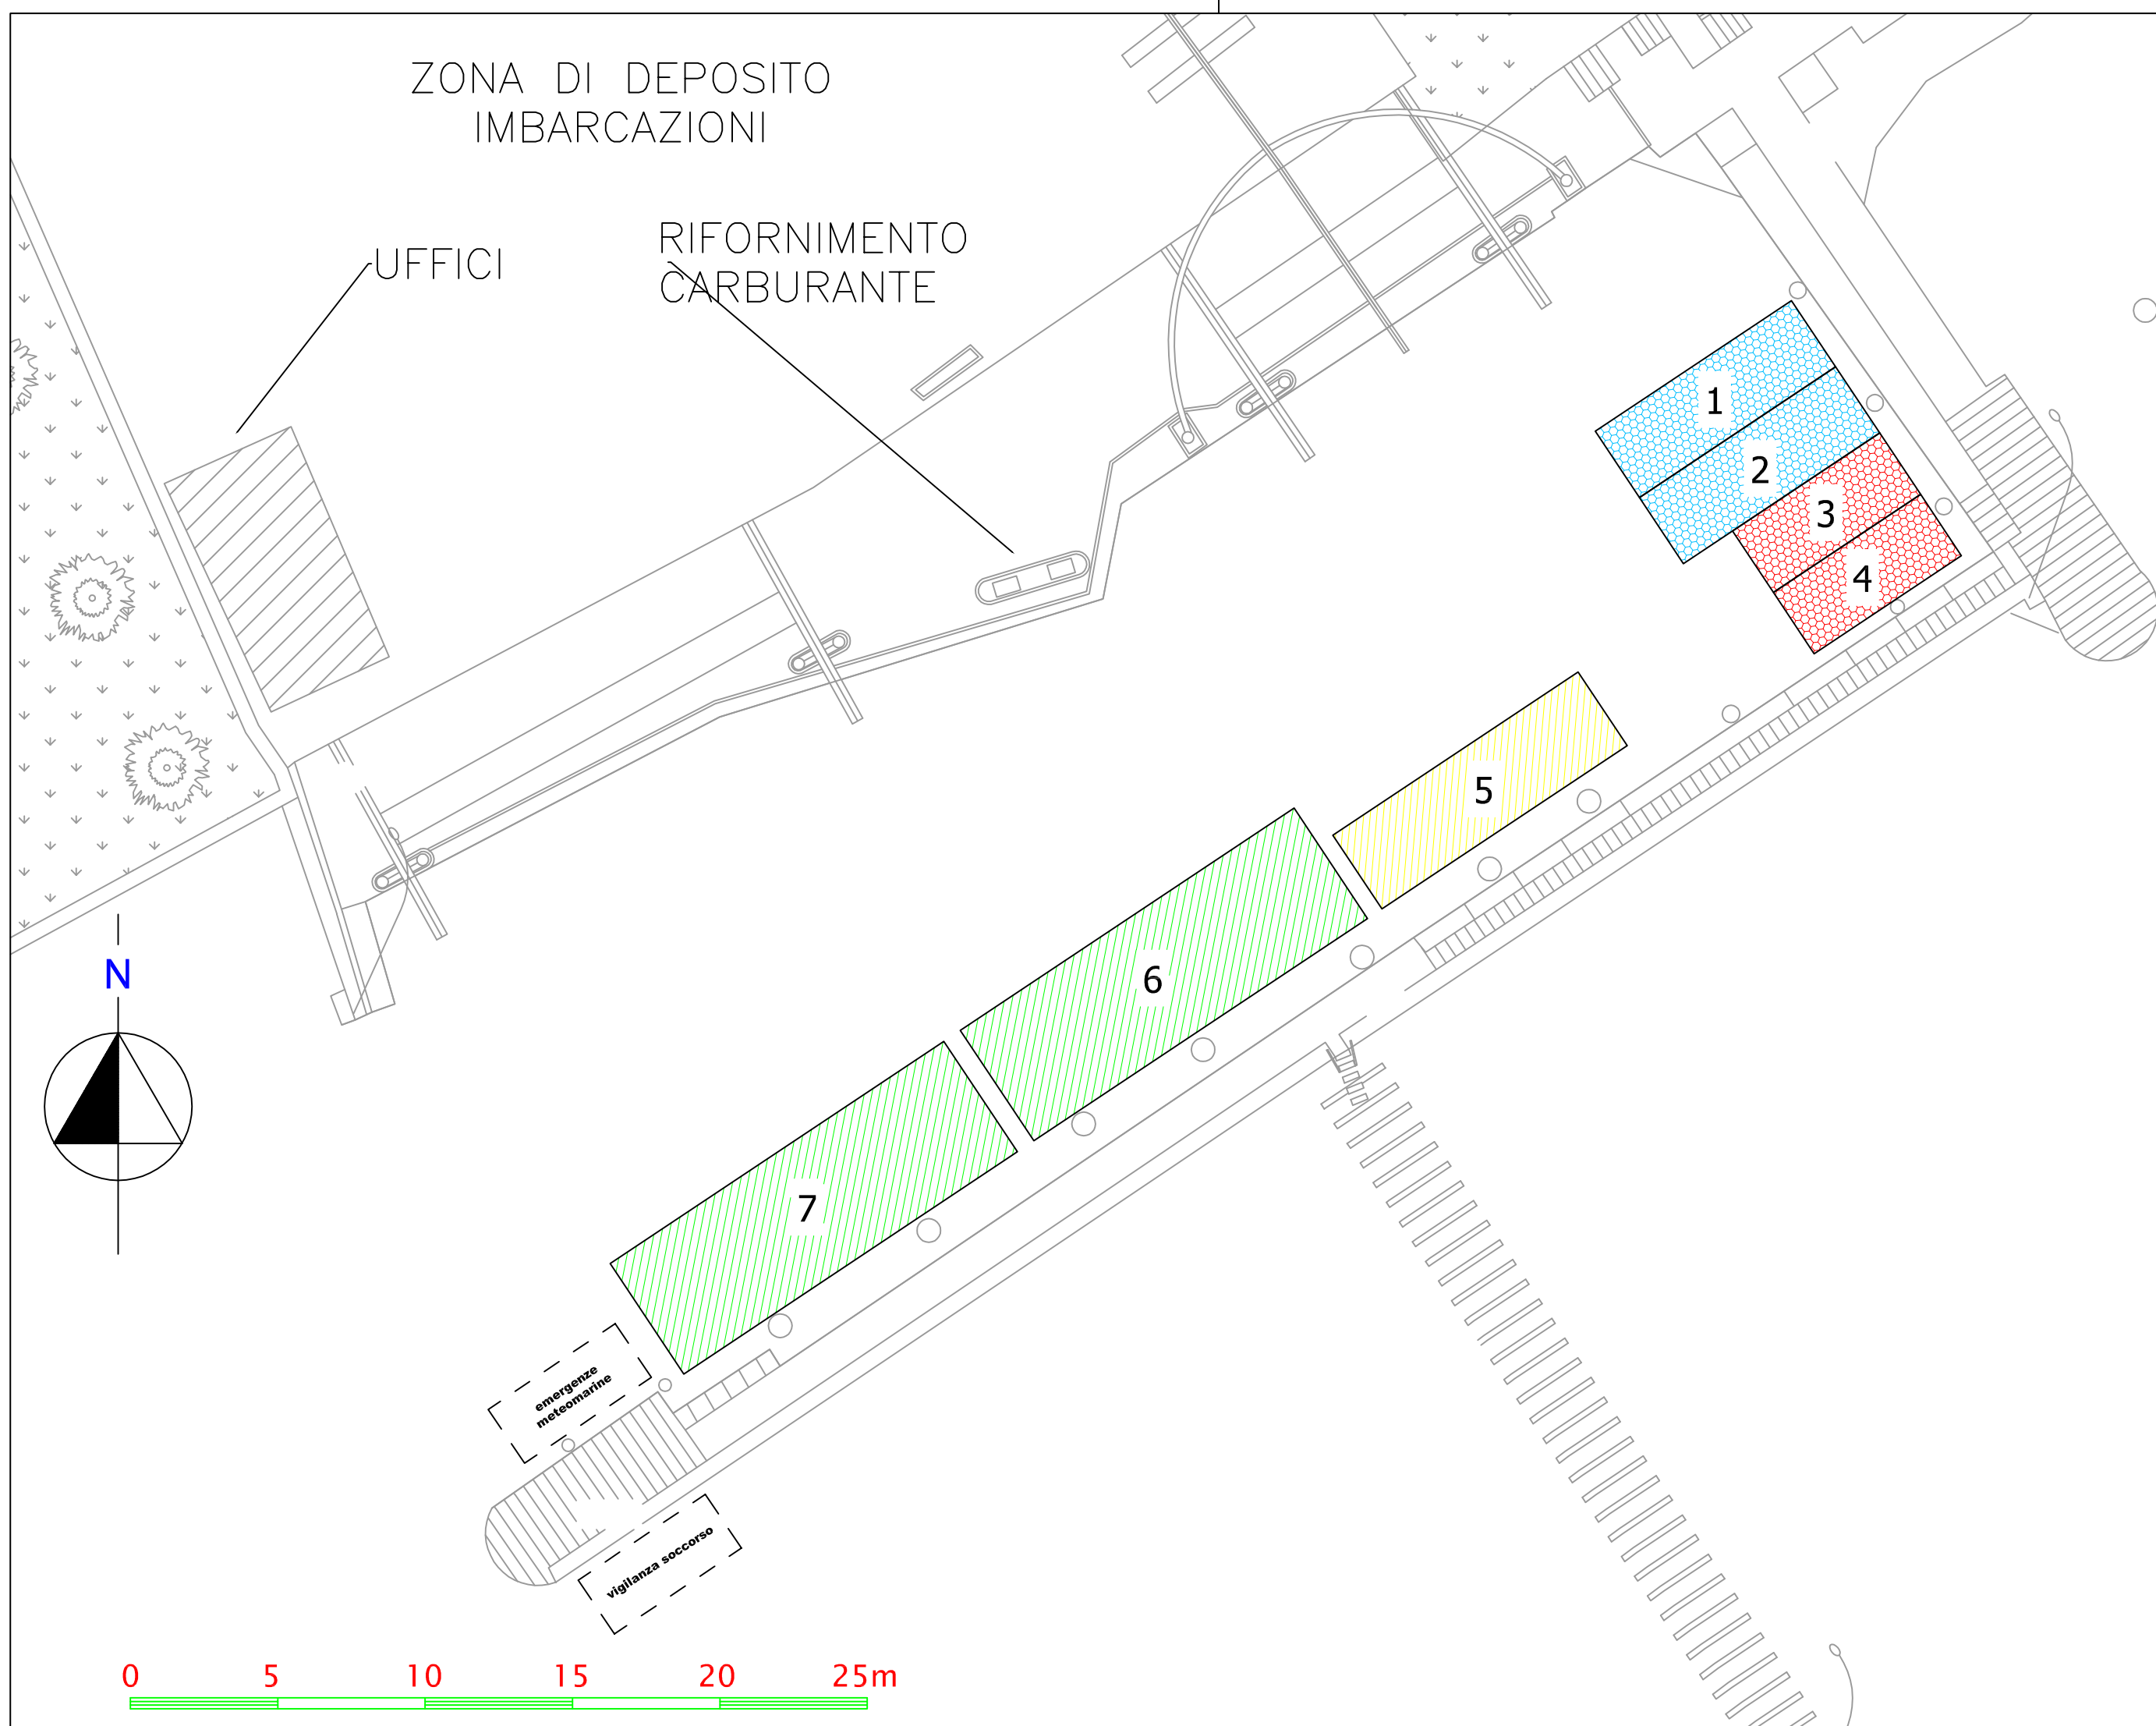 ZONA DI DEPOSITO
IMBARCAZIONI
UFFICI
RIFORNIMENTO
CARBURANTE
1
2
3
4
5
6
7
N
emergenze
meteomarine
vigilanza soccorso
0 5 10 15 20 25m